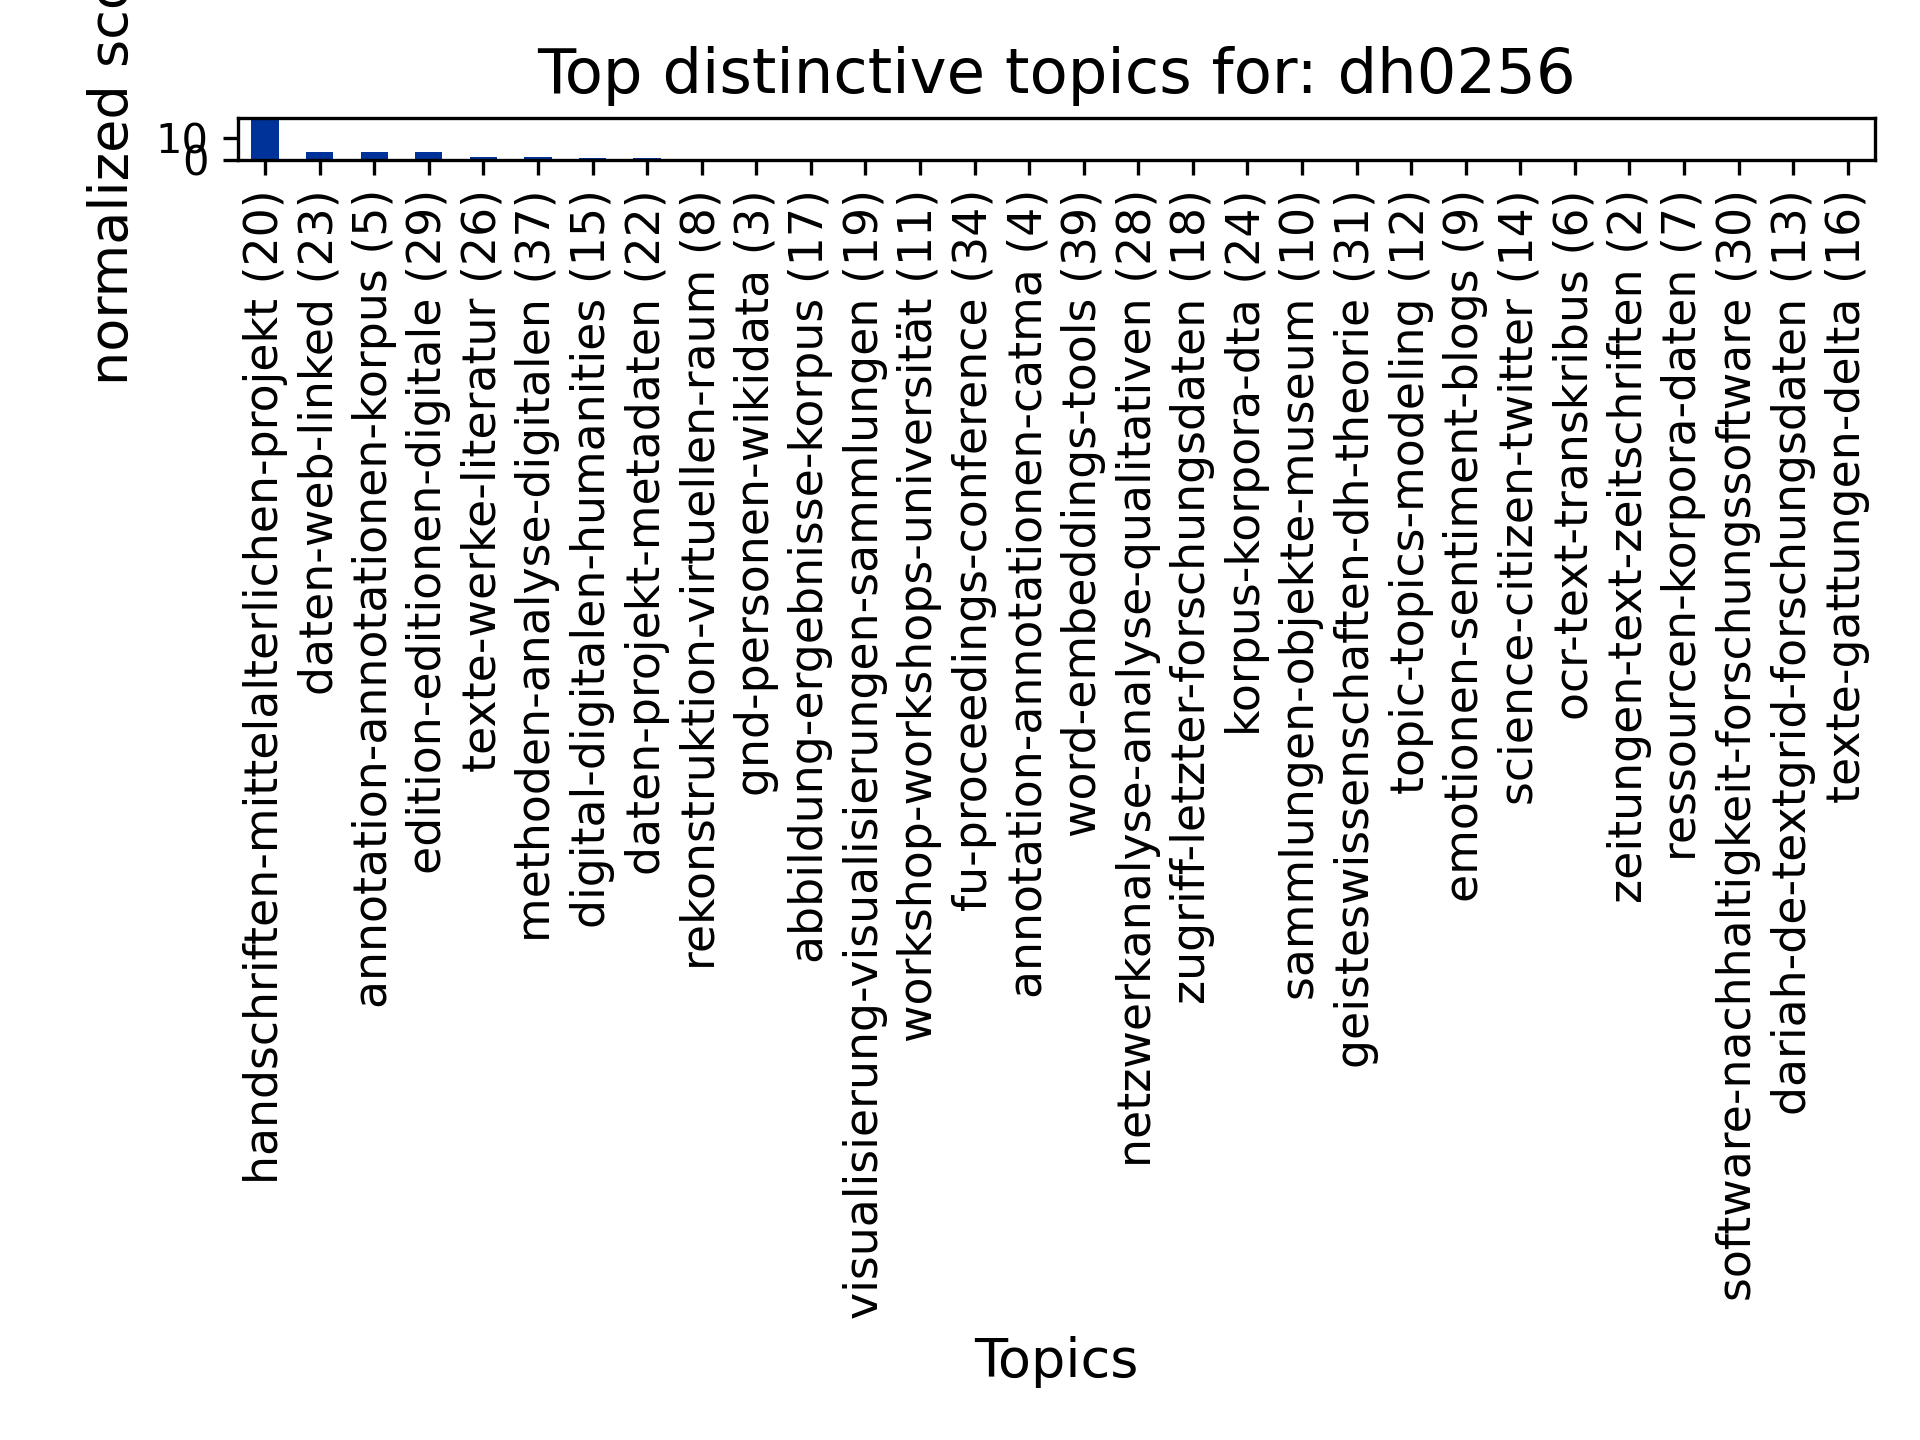 Top distinctive topics for: dh0256
normalized
10
0
handschriften-mittelalterlichen-projekt (20)
daten-web-linked (23)
annotation-annotationen-korpus (5)
edition-editionen-digitale (29)
texte-werke-literatur (26)
methoden-analyse-digitalen (37)
digital-digitalen-humanities (15)
daten-projekt-metadaten (22)
rekonstruktion-virtuellen-raum (8)
gnd-personen-wikidata (3)
abbildung-ergebnisse-korpus (17)
visualisierung-visualisierungen-sammlungen (19)
workshop-workshops-universität (11)
fu-proceedings-conference (34)
annotation-annotationen-catma (4)
word-embeddings-tools (39)
netzwerkanalyse-analyse-qualitativen (28)
zugriff-letzter-forschungsdaten (18)
korpus-korpora-dta (24)
sammlungen-objekte-museum (10)
geisteswissenschaften-dh-theorie (31)
topic-topics-modeling (12)
emotionen-sentiment-blogs (9)
science-citizen-twitter (14)
ocr-text-transkribus (6)
zeitungen-text-zeitschriften (2)
ressourcen-korpora-daten (7)
software-nachhaltigkeit-forschungssoftware (30)
dariah-de-textgrid-forschungsdaten (13)
texte-gattungen-delta (16)
Topics